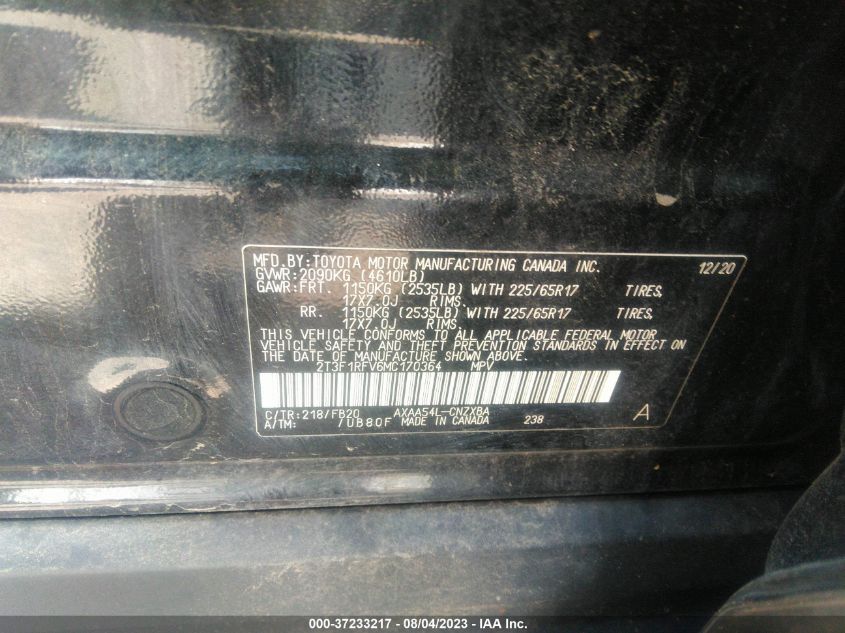 MFD. BY: TOYOTA MOTOR MANUFACTURING CANADA INC. 12/20
GVWR: 2090KG (4610LB)
GAWR: FRT. 1150KG (2535LB) WITH 225/65R17 TIRES,
17X7.0J RIMS,
RR. 1150KG (2535LB) WITH 225/65R17 TIRES,
17X7.0J RIMS.
THIS VEHICLE CONFORMS TO ALL APPLICABLE FEDERAL MOTOR
VEHICLE SAFETY AND THEFT PREVENTION STANDARDS IN EFFECT ON
THE DATE OF MANUFACTURE SHOWN ABOVE.
2T3F1RFV6MC170364 MPV
C/TR: 218/FB20 AXAA54L-CNZXBA A
A/TM: /UB80F MADE IN CANADA 238
000-37233217 - 08/04/2023 - IAA Inc.